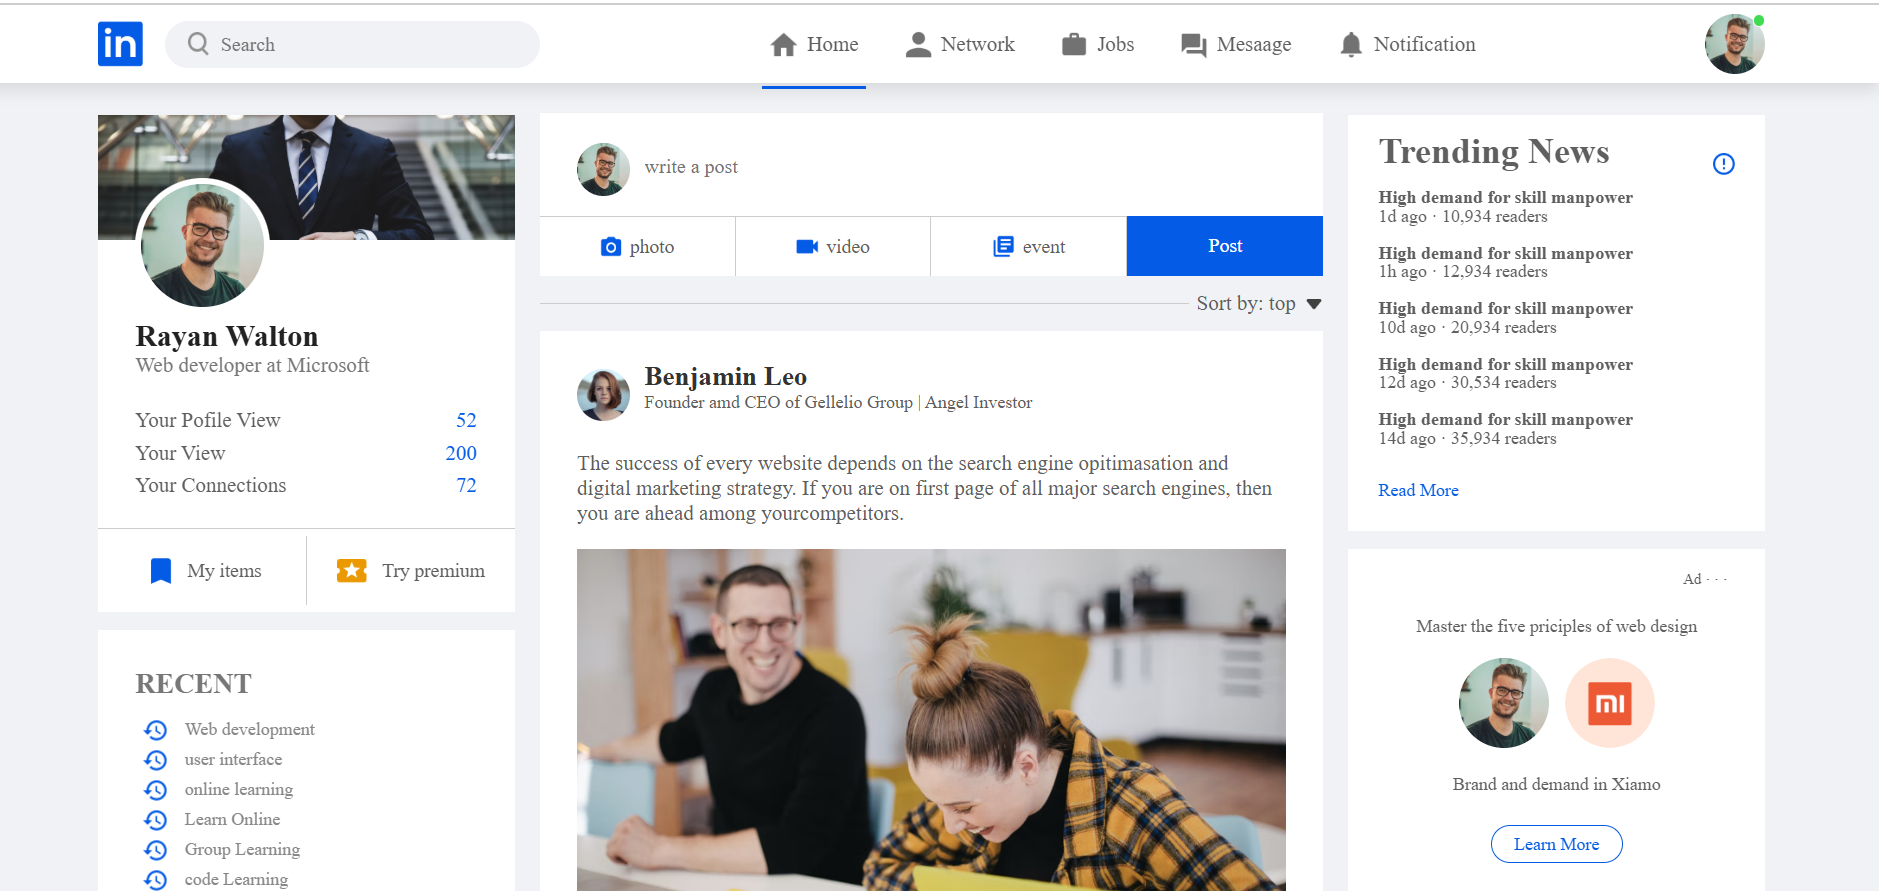 in
Search
Home
Network
Jobs
Mesaage
Notification
Rayan Walton
Web developer at Microsoft
Your Pofile View 52
Your View 200
Your Connections 72
My items
Try premium
RECENT
Web development
user interface
online learning
Learn Online
Group Learning
code Learning
write a post
photo
video
event
Post
Sort by: top
Benjamin Leo
Founder amd CEO of Gellelio Group | Angel Investor
The success of every website depends on the search engine opitimasation and
digital marketing strategy. If you are on first page of all major search engines, then
you are ahead among yourcompetitors.
Trending News
High demand for skill manpower
1d ago · 10,934 readers
High demand for skill manpower
1h ago · 12,934 readers
High demand for skill manpower
10d ago · 20,934 readers
High demand for skill manpower
12d ago · 30,534 readers
High demand for skill manpower
14d ago · 35,934 readers
Read More
Ad · · ·
Master the five priciples of web design
mi
Brand and demand in Xiamo
Learn More